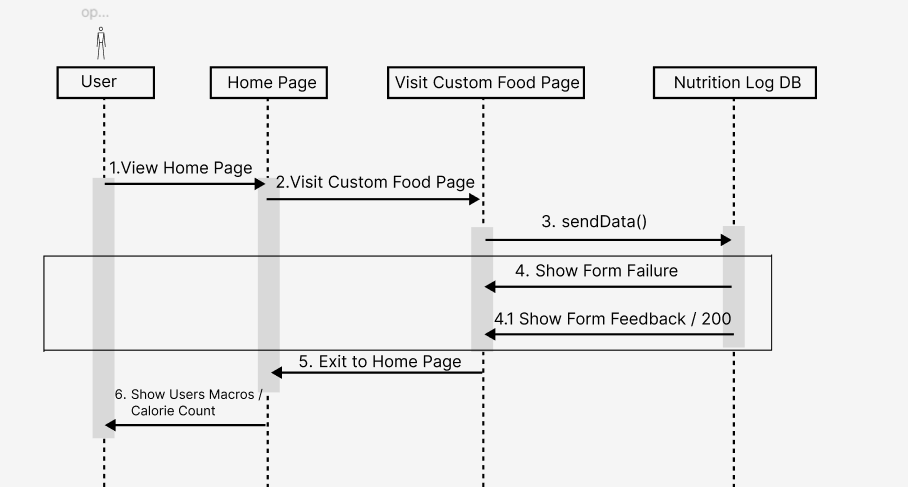 op...
User
Home Page
Visit Custom Food Page
Nutrition Log DB
1.View Home Page
2.Visit Custom Food Page
3. sendData()
4. Show Form Failure
4.1 Show Form Feedback / 200
5. Exit to Home Page
6. Show Users Macros /
Calorie Count